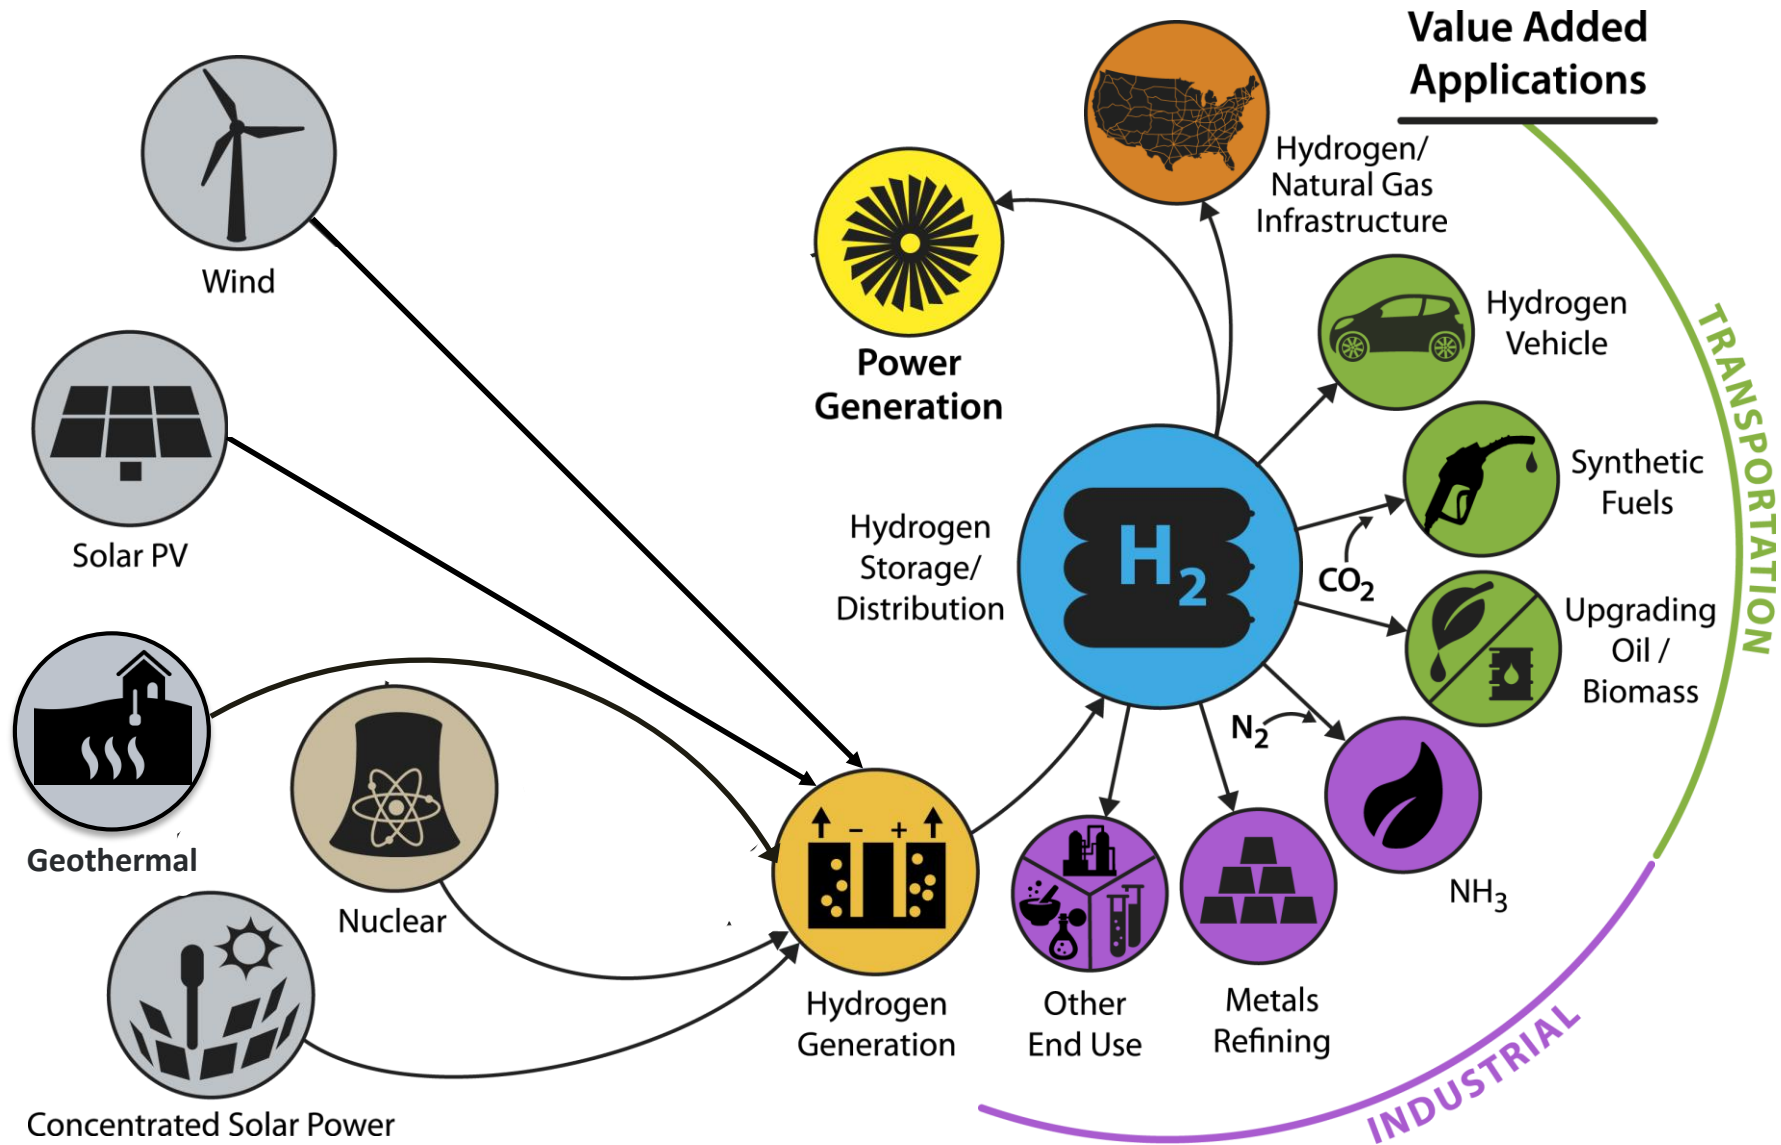 Value Added
Applications
Hydrogen/
Natural Gas
Infrastructure
Wind
Power
Generation
Hydrogen
Vehicle
TRANSPORTATION
Synthetic
Fuels
Solar PV
Hydrogen
Storage/
Distribution
H2
CO2
Upgrading
Oil /
Biomass
N2
Geothermal
Nuclear
- +
NH3
Hydrogen
Generation
Other
End Use
Metals
Refining
INDUSTRIAL
Concentrated Solar Power